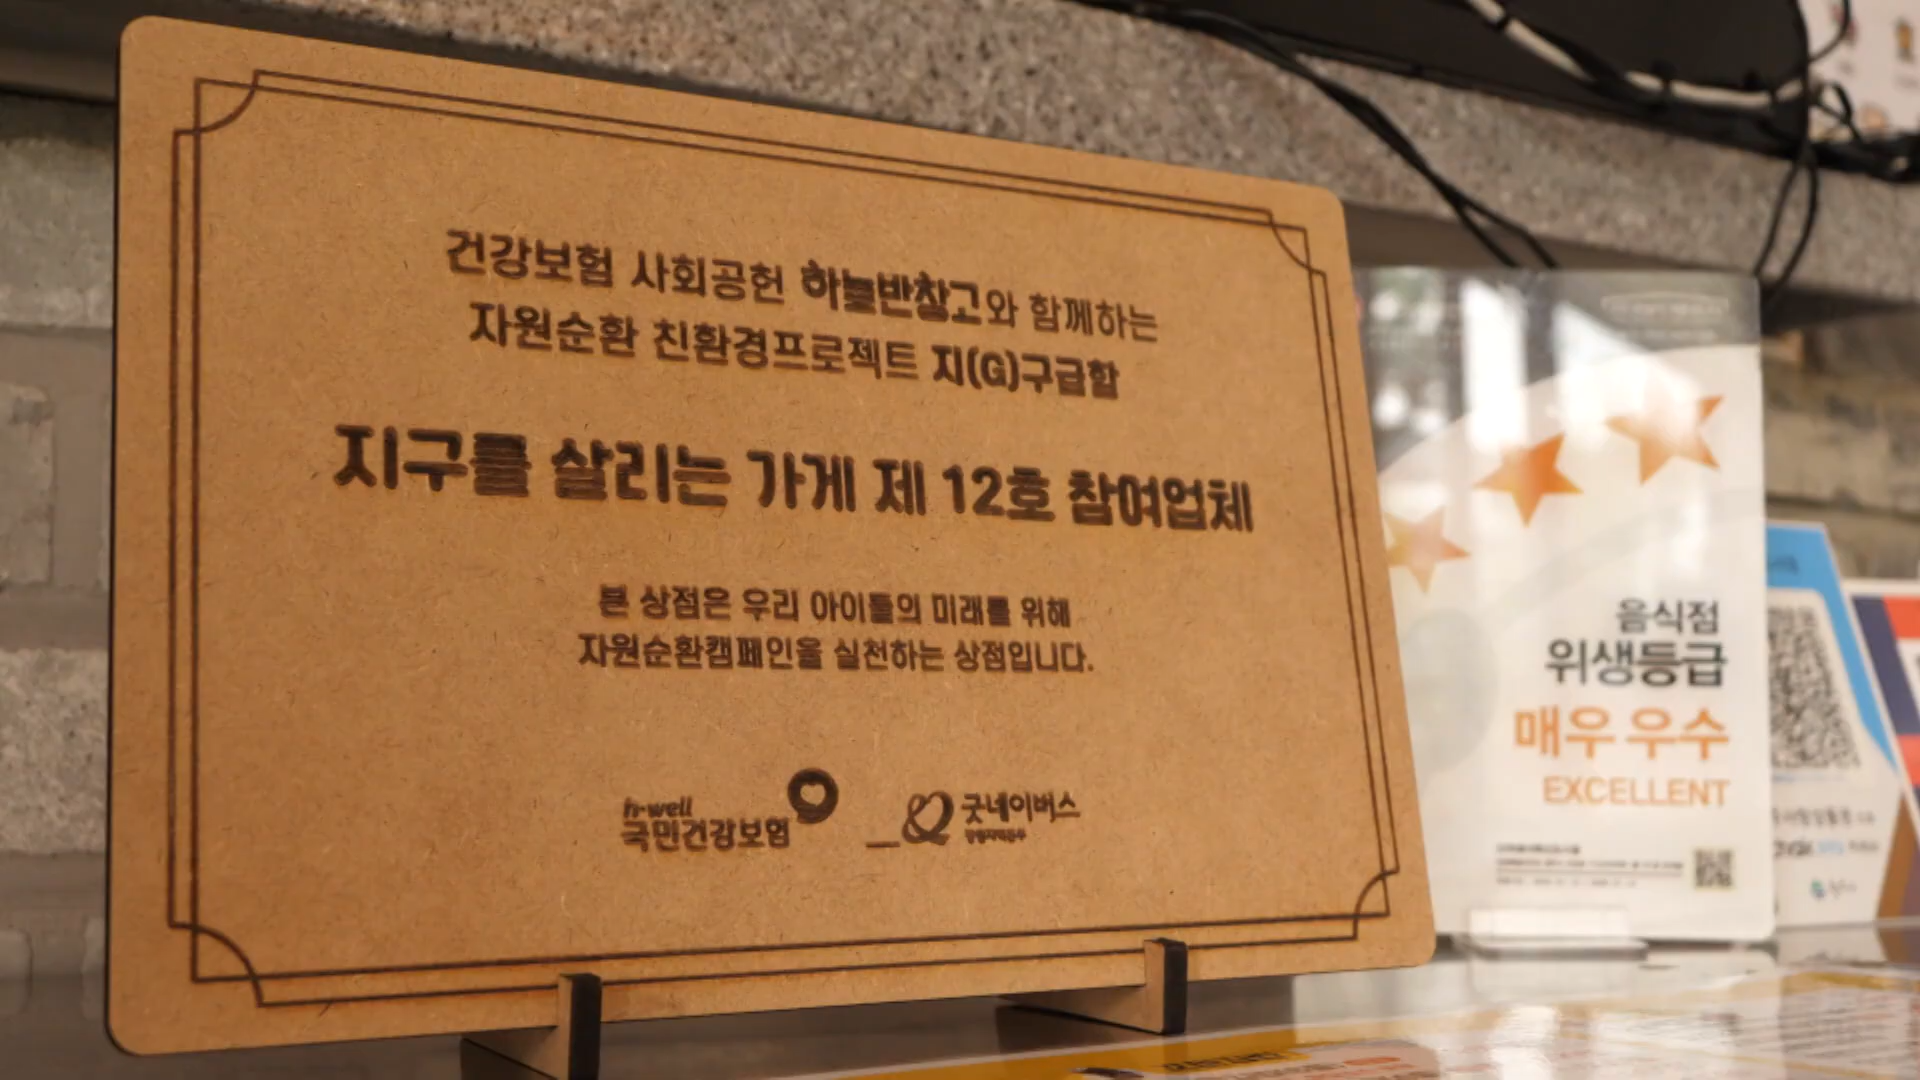 건강보험 사회공헌 하늘반창고와 함께하는
자원순환 친환경프로젝트 지(G)구급함
지구를 살리는 가게 제 12호 참여업체
본 상점은 우리 아이들의 미래를 위해
자원순환캠페인을 실천하는 상점입니다.
h-well
국민건강보험
굿네이버스
음식점
위생등급
매우 우수
EXCELLENT